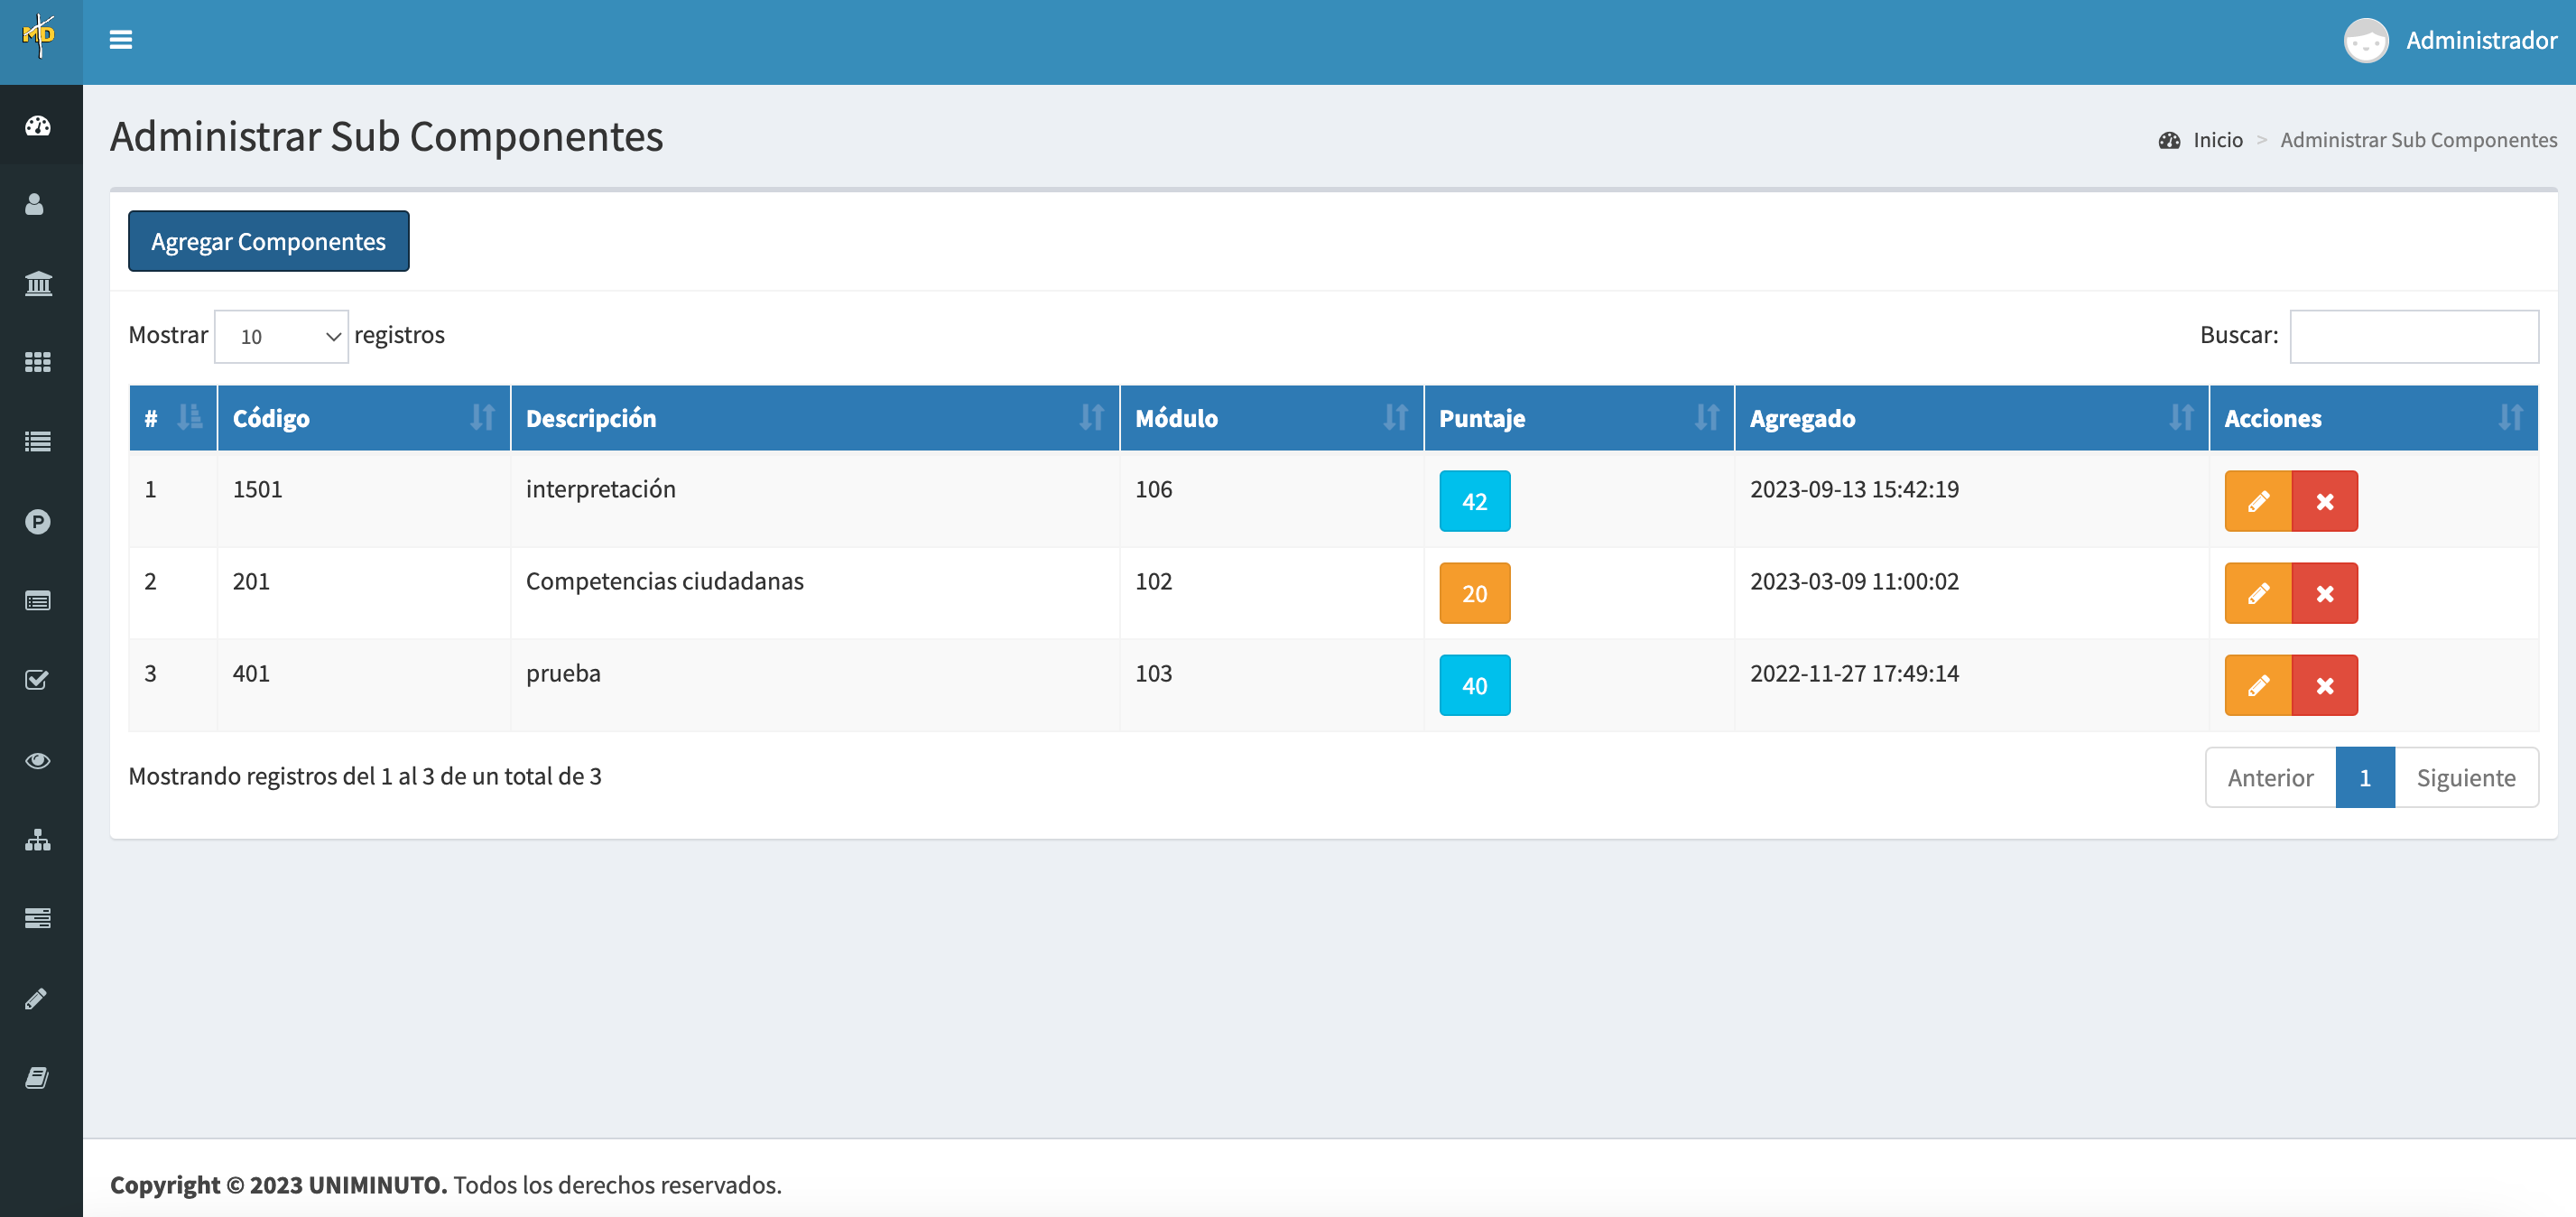 MD
Administrador
Administrar Sub Componentes
Inicio > Administrar Sub Componentes
Agregar Componentes
Mostrar 10 registros
Buscar:
# Código Descripción Módulo Puntaje Agregado Acciones
1 1501 interpretación 106 42 2023-09-13 15:42:19
2 201 Competencias ciudadanas 102 20 2023-03-09 11:00:02
3 401 prueba 103 40 2022-11-27 17:49:14
Mostrando registros del 1 al 3 de un total de 3
Anterior 1 Siguiente
Copyright © 2023 UNIMINUTO. Todos los derechos reservados.